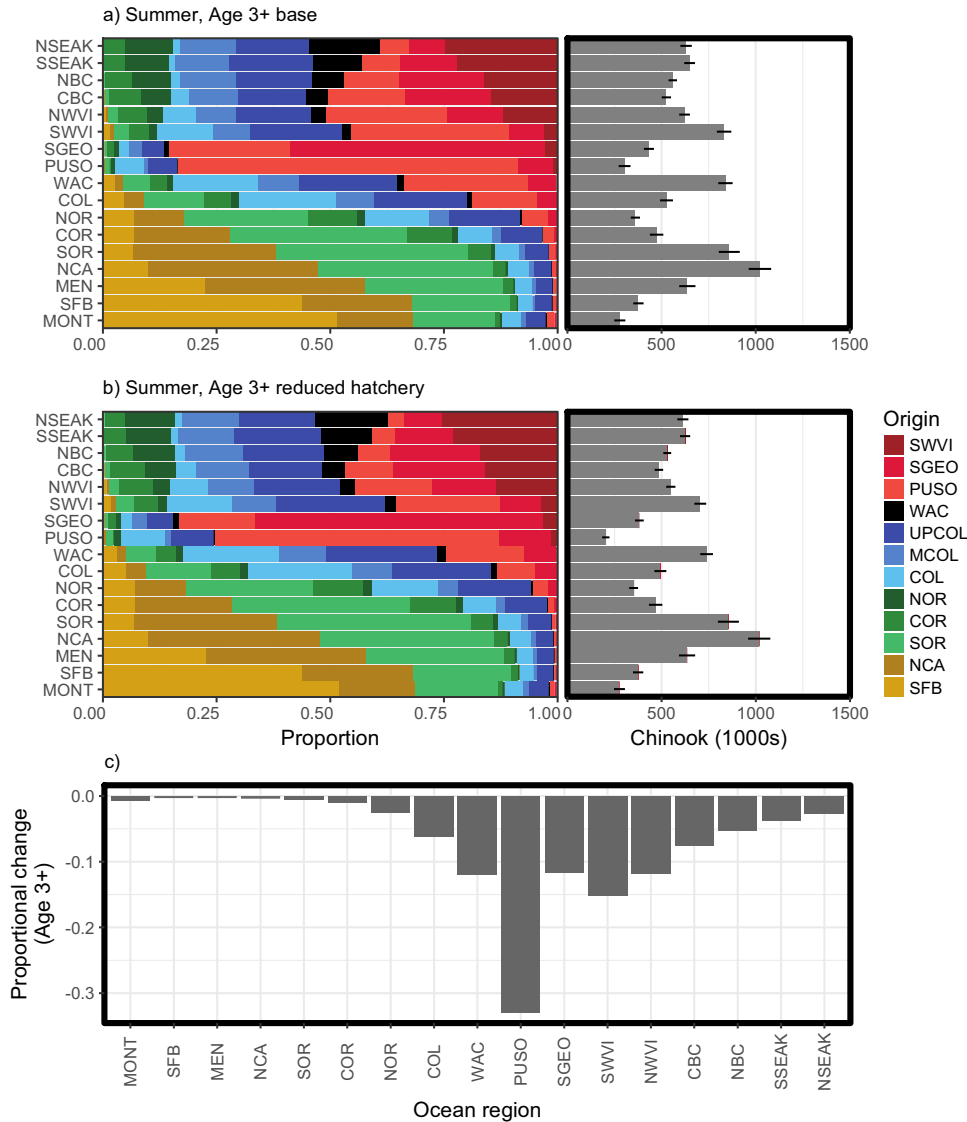 a) Summer, Age 3+ base
NSEAK
SSEAK
NBC
CBC
NWVI
SWVI
SGEO
PUSO
WAC
COL
NOR
COR
SOR
NCA
MEN
SFB
MONT
0.00 0.25 0.50 0.75 1.00 0 500 1000 1500
b) Summer, Age 3+ reduced hatchery
NSEAK
SSEAK
NBC
CBC
NWVI
SWVI
SGEO
PUSO
WAC
COL
NOR
COR
SOR
NCA
MEN
SFB
MONT
0.00 0.25 0.50 0.75 1.00 0 500 1000 1500
Proportion Chinook (1000s)
Origin
SWVI
SGEO
PUSO
WAC
UPCOL
MCOL
COL
NOR
COR
SOR
NCA
SFB
c)
Proportional change
(Age 3+)
0.0
-0.1
-0.2
-0.3
MONT SFB MEN NCA SOR COR NOR COL WAC PUSO SGEO SWVI NWVI CBC NBC SSEAK NSEAK
Ocean region